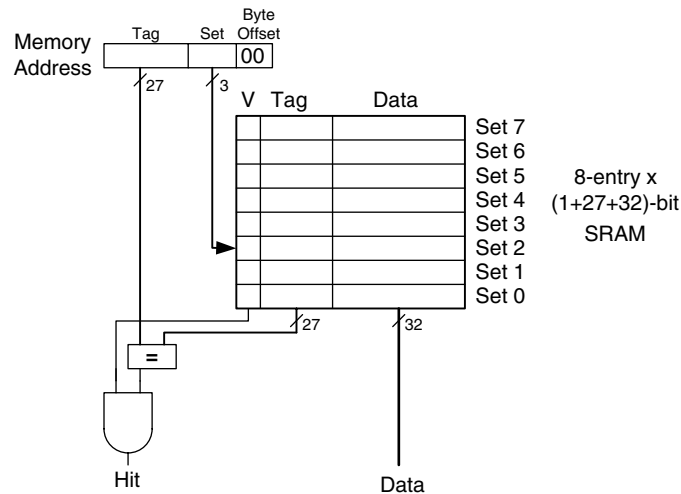 Byte
Tag Set Offset
Memory
Address
00
27 3
V Tag Data
Set 7
Set 6
Set 5
Set 4
Set 3
Set 2
Set 1
Set 0
8-entry x
(1+27+32)-bit
SRAM
27 32
=
Hit
Data